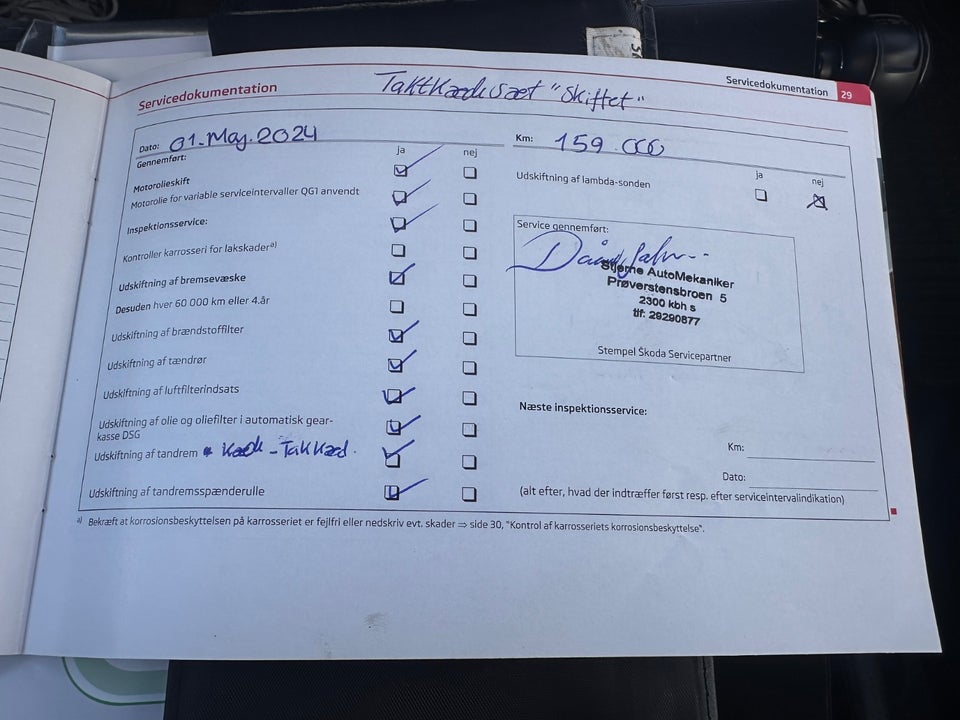 Servicedokumentation
Taktkædesæt "Skiftet"
Servicedokumentation 29
Dato: 01. Maj. 2024
Km: 159.000
Gennemført:
ja nej
Motorolieskift
Motorolie for variable serviceintervaller QG1 anvendt
Inspektionsservice:
Kontroller karrosseri for lakskader a)
Udskiftning af bremsevæske
Desuden hver 60 000 km eller 4.år
Udskiftning af brændstoffilter
Udskiftning af tændrør
Udskiftning af luftfilterindsats
Udskiftning af olie og oliefilter i automatisk gear-
kasse DSG
Udskiftning af tandrem
Udskiftning af tandremsspænderulle
ja nej
Udskiftning af lambda-sonden
Service gennemført:
Stjerne AutoMekaniker
Prøverstensbroen 5
2300 kbh s
tlf: 29290877
Stempel Škoda Servicepartner
Næste inspektionsservice:
Km:
Dato:
(alt efter, hvad der indtræffer først resp. efter serviceintervalindikation)
a) Bekræft at korrosionsbeskyttelsen på karrosseriet er fejlfri eller nedskriv evt. skader ⇒ side 30, "Kontrol af karrosseriets korrosionsbeskyttelse".